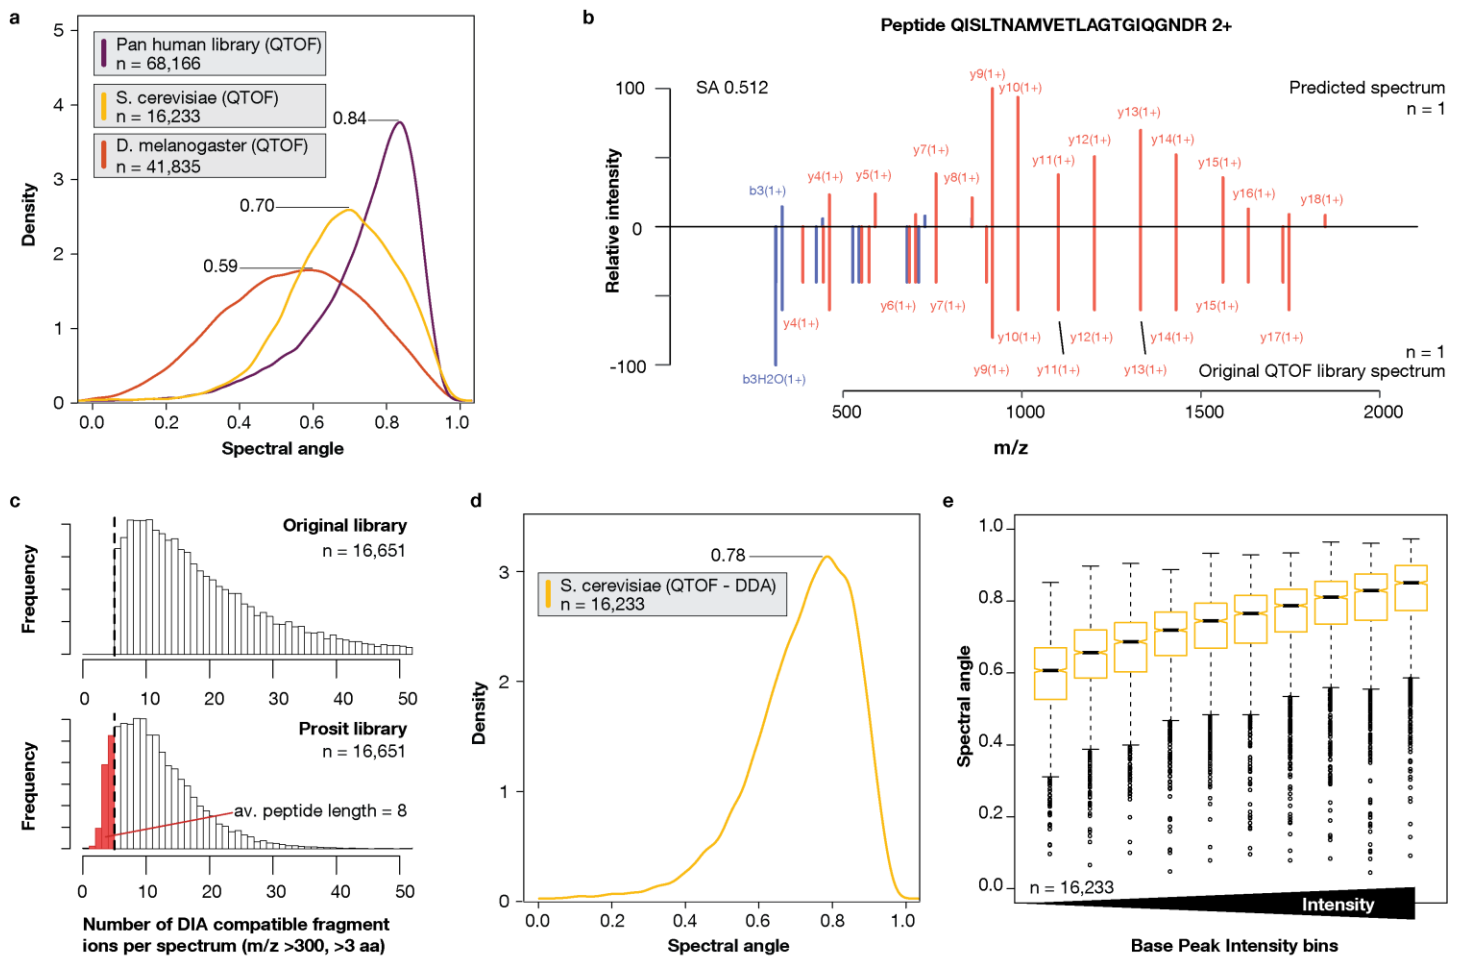 a
5
4
3
2
1
0
Density
Pan human library (QTOF)
n = 68,166
S. cerevisiae (QTOF)
n = 16,233
D. melanogaster (QTOF)
n = 41,835
0.84
0.70
0.59
0.0 0.2 0.4 0.6 0.8 1.0
Spectral angle
b
Peptide QISLTNAMVETLAGTGIQGNDR 2+
SA 0.512
Predicted spectrum
n = 1
100
0
-100
Relative intensity
b3(1+)
y4(1+)
y5(1+)
y7(1+)
y8(1+)
y9(1+)
y10(1+)
y11(1+)
y12(1+)
y13(1+)
y14(1+)
y15(1+)
y16(1+)
y18(1+)
b3H2O(1+)
y4(1+)
y6(1+)
y7(1+)
y9(1+)
y10(1+)
y11(1+)
y12(1+)
y13(1+)
y14(1+)
y15(1+)
y17(1+)
n = 1
Original QTOF library spectrum
500 1000 1500 2000
m/z
c
Original library
n = 16,651
Frequency
0 10 20 30 40 50
Prosit library
n = 16,651
av. peptide length = 8
Frequency
0 10 20 30 40 50
Number of DIA compatible fragment
ions per spectrum (m/z >300, >3 aa)
d
3
2
1
0
Density
0.78
S. cerevisiae (QTOF - DDA)
n = 16,233
0.0 0.2 0.4 0.6 0.8 1.0
Spectral angle
e
1.0
0.8
0.6
0.4
0.2
0.0
Spectral angle
n = 16,233
Intensity
Base Peak Intensity bins